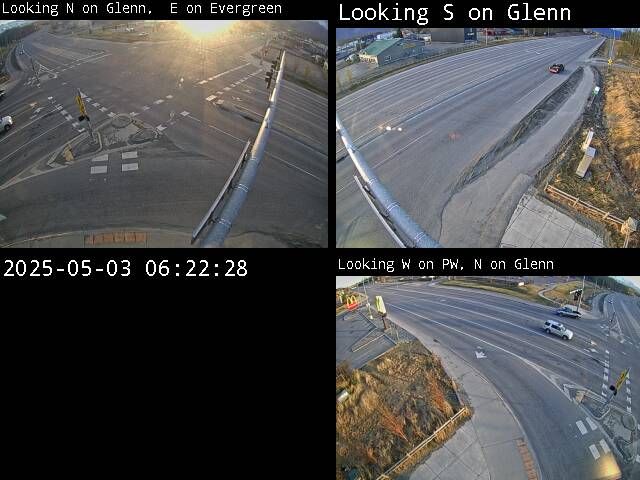 Looking N on Glenn,  E on Evergreen
Looking S on Glenn
2025-05-03 06:22:28
Looking W on PW, N on Glenn